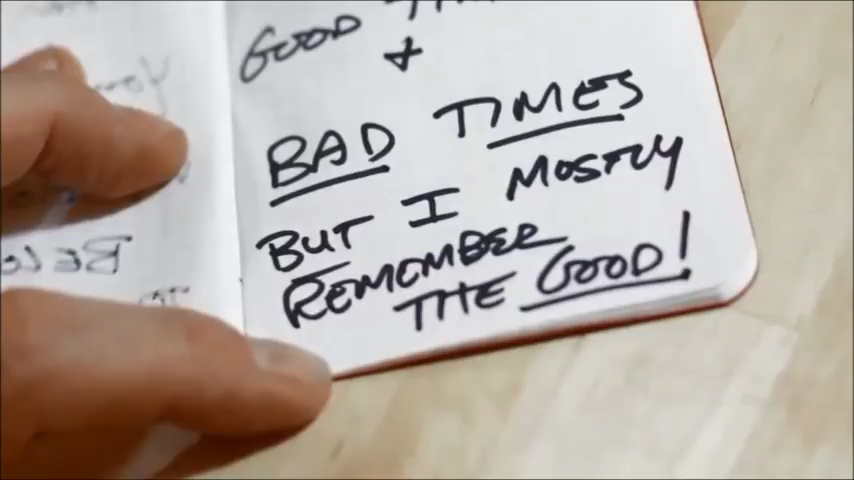 GOOD
&
BAD TIMES
BUT I MOSTLY
REMEMBER
THE GOOD!